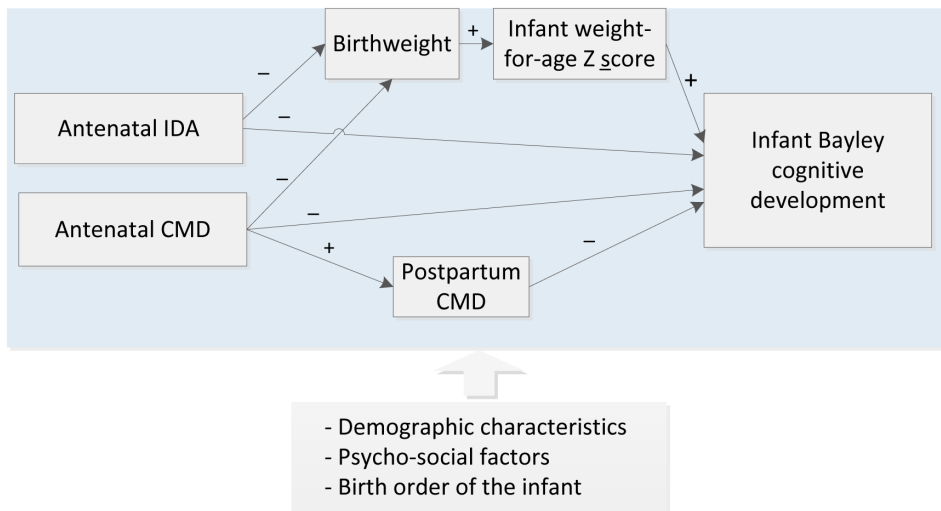 Birthweight
+
Infant weight-
for-age Z score
–
+
Antenatal IDA
–
Infant Bayley
cognitive
development
–
Antenatal CMD
–
+
–
Postpartum
CMD
- Demographic characteristics
- Psycho-social factors
- Birth order of the infant